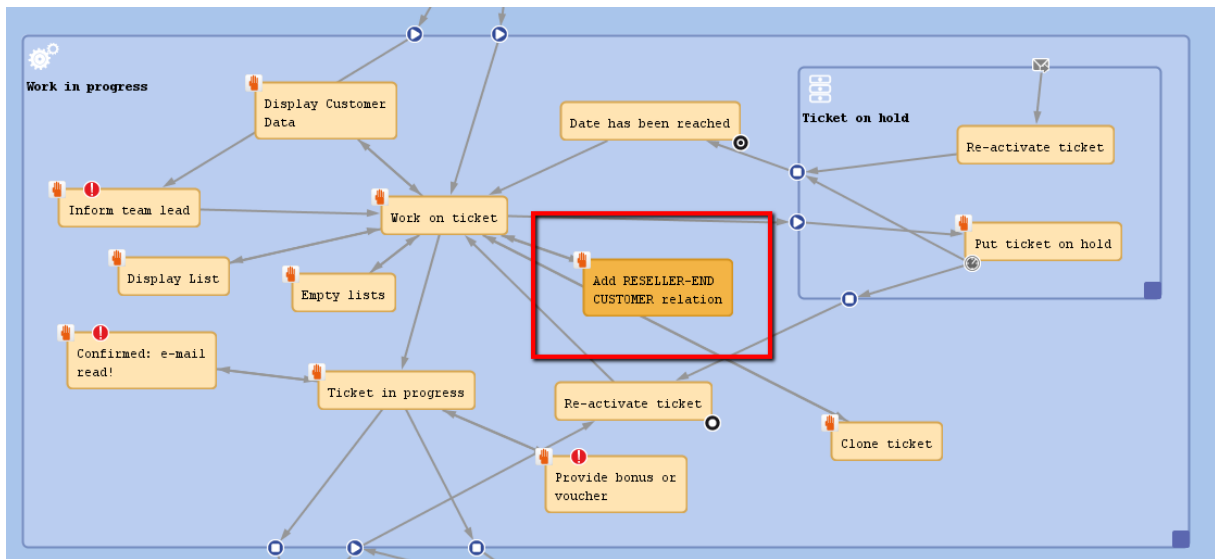 Work in progress
Display Customer
Data
Date has been reached
Ticket on hold
Re-activate ticket
Inform team lead
Work on ticket
Put ticket on hold
Display List
Empty lists
Add RESELLER-END
CUSTOMER relation
Confirmed: e-mail
read!
Ticket in progress
Re-activate ticket
Clone ticket
Provide bonus or
voucher